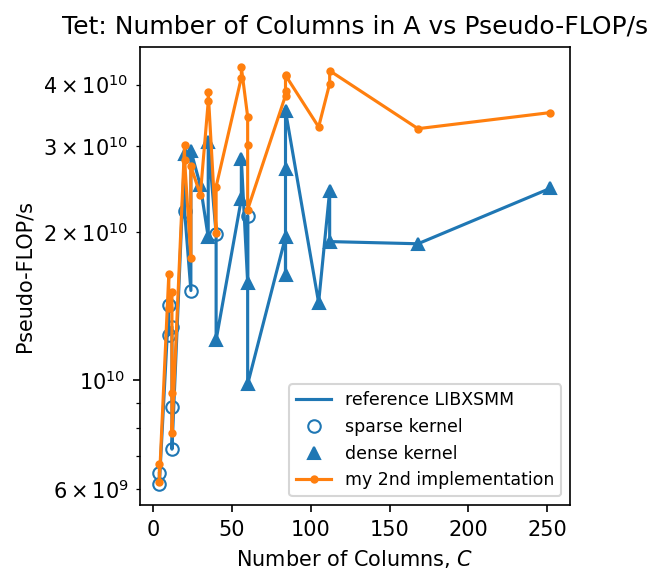 Tet: Number of Columns in A vs Pseudo-FLOP/s
4 × 10^10
3 × 10^10
2 × 10^10
10^10
6 × 10^9
Pseudo-FLOP/s
reference LIBXSMM
sparse kernel
dense kernel
my 2nd implementation
0 50 100 150 200 250
Number of Columns, C